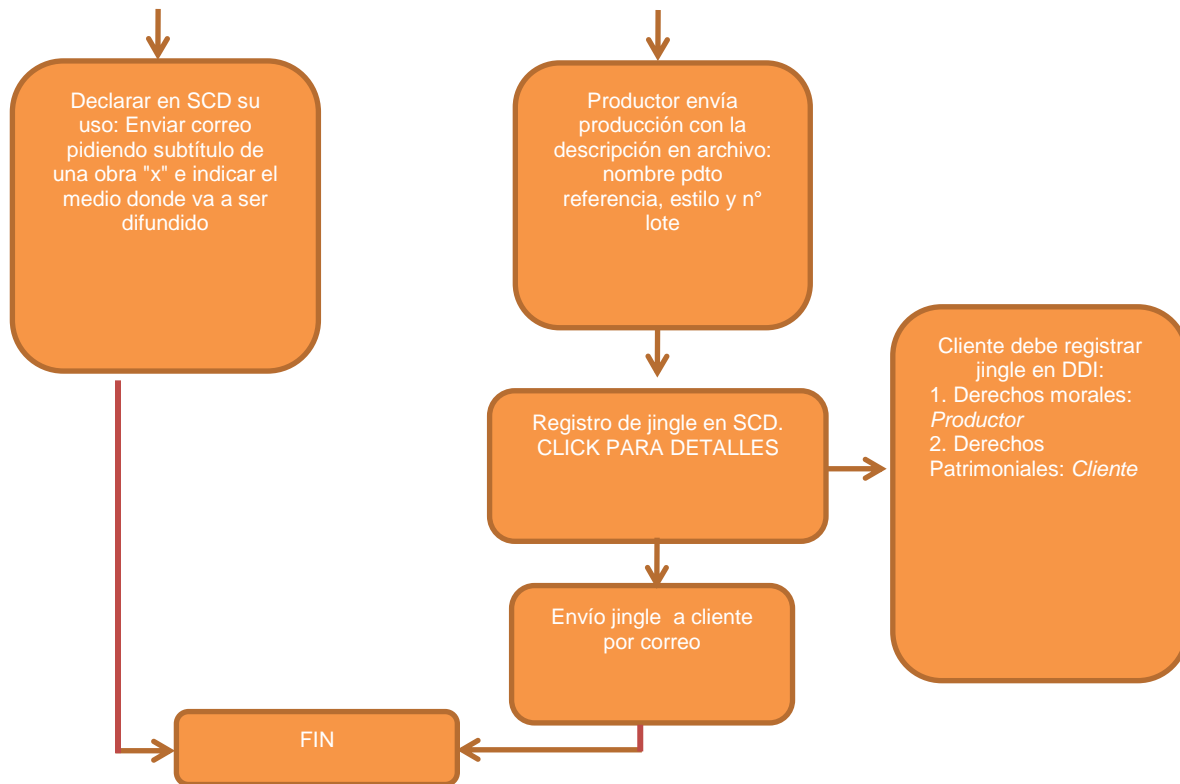 Declarar en SCD su
uso: Enviar correo
pidiendo subtítulo de
una obra "x" e indicar el
medio donde va a ser
difundido
Productor envía
producción con la
descripción en archivo:
nombre pdto
referencia, estilo y n°
lote
Cliente debe registrar
jingle en DDI:
1. Derechos morales:
Productor
2. Derechos
Patrimoniales: Cliente
Registro de jingle en SCD.
CLICK PARA DETALLES
Envío jingle  a cliente
por correo
FIN